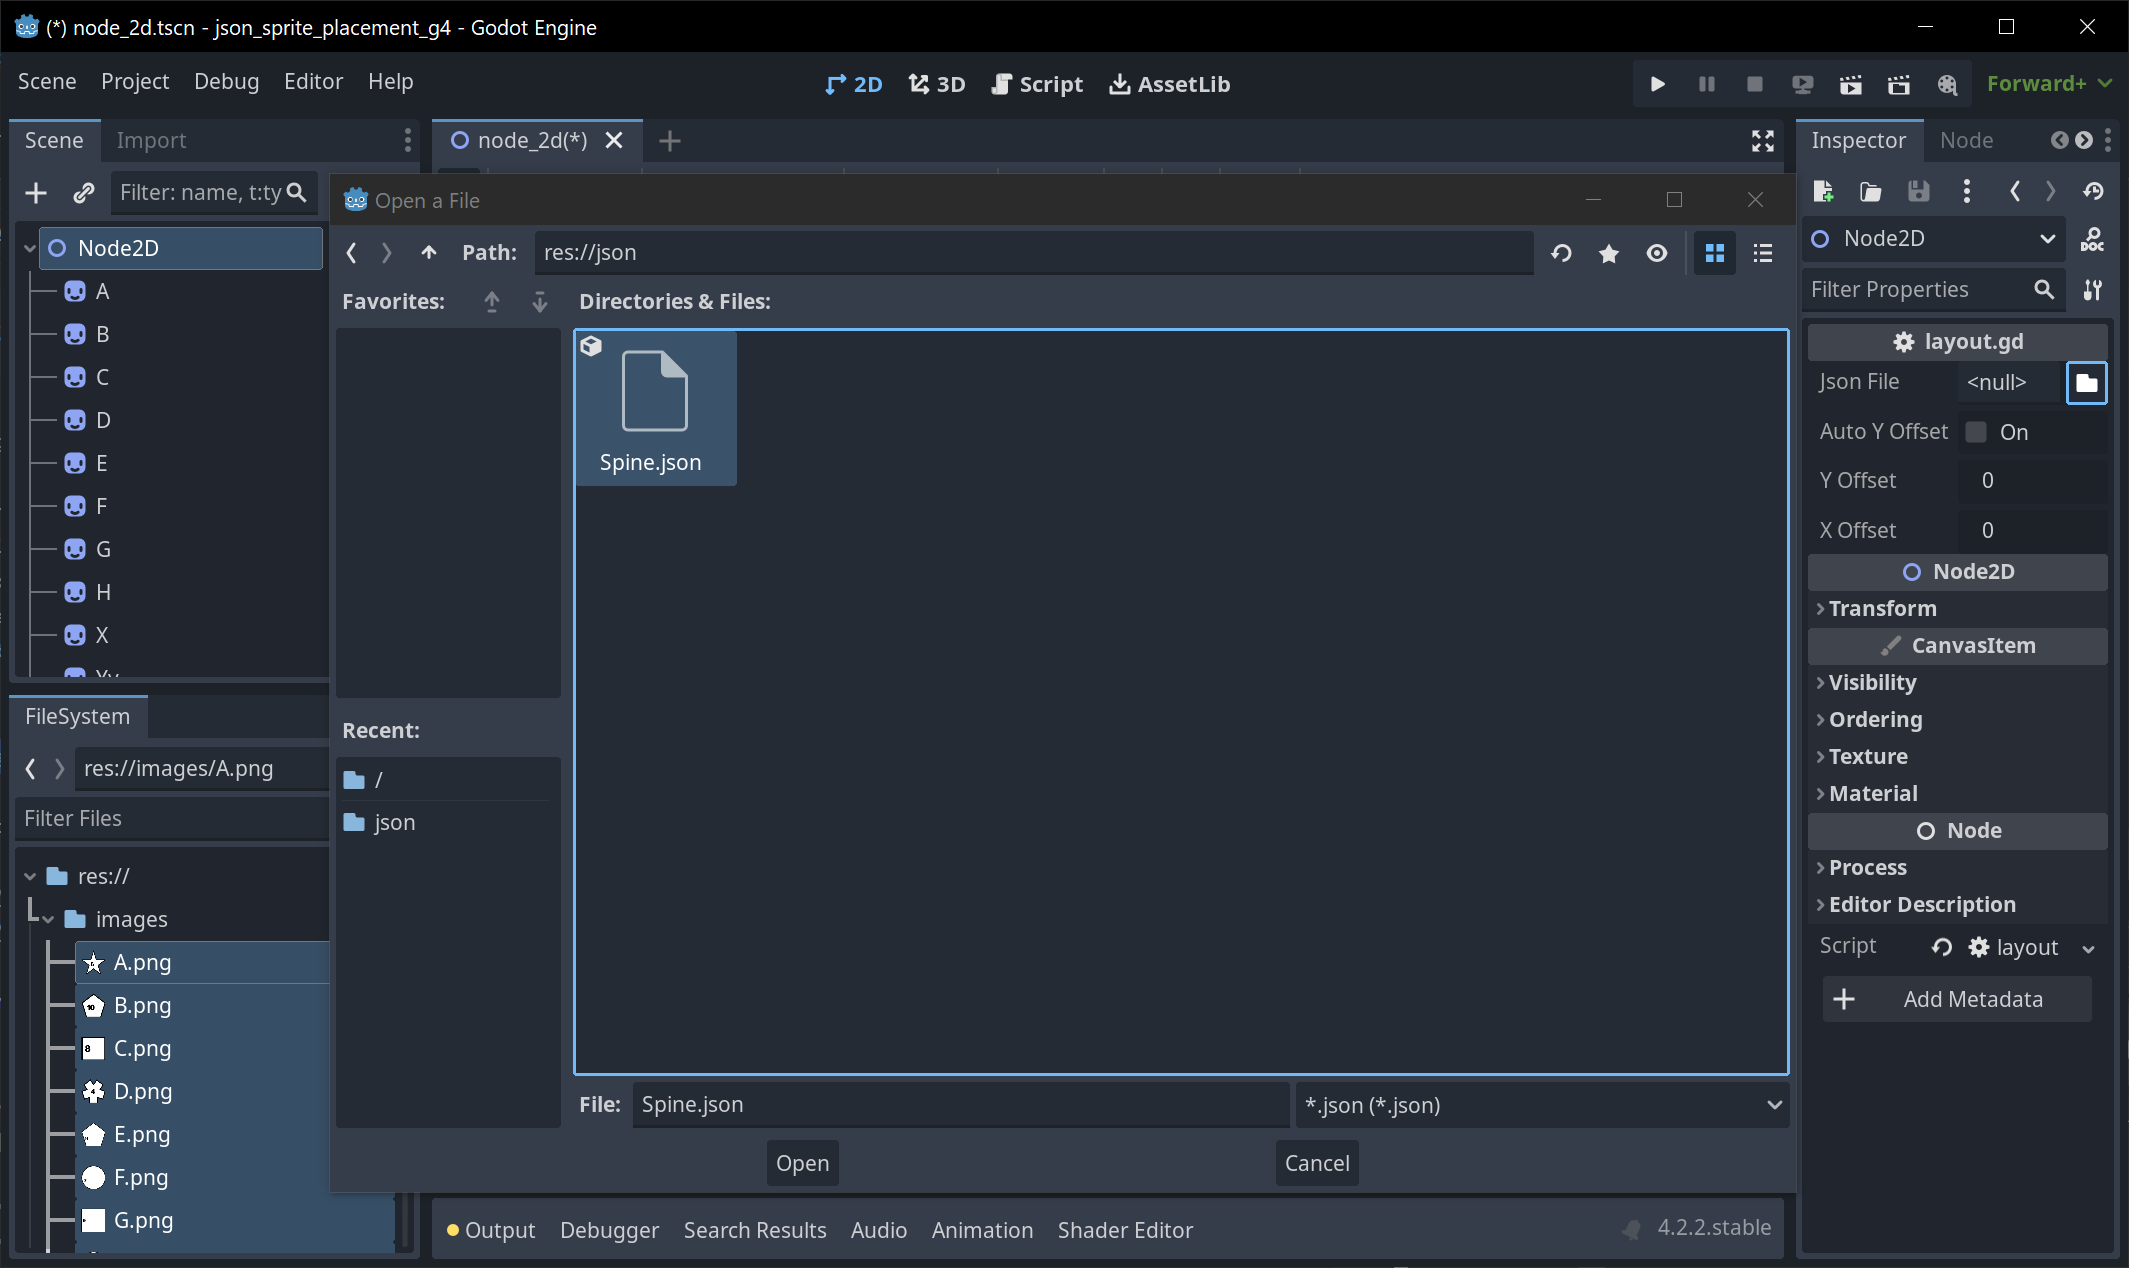 (*) node_2d.tscn - json_sprite_placement_g4 - Godot Engine
Scene Project Debug Editor Help
2D 3D Script AssetLib
Forward+
Scene Import
node_2d(*)
Inspector Node
Filter: name, t:ty
Open a File
Path: res://json
Favorites:
Directories & Files:
Spine.json
Recent:
/
json
File: Spine.json
*.json (*.json)
Open
Cancel
Node2D
A
B
C
D
E
F
G
H
X
FileSystem
res://images/A.png
Filter Files
res://
images
A.png
B.png
C.png
D.png
E.png
F.png
G.png
Output Debugger Search Results Audio Animation Shader Editor
4.2.2.stable
Node2D
DOC
Filter Properties
layout.gd
Json File <null>
Auto Y Offset On
Y Offset 0
X Offset 0
Node2D
Transform
CanvasItem
Visibility
Ordering
Texture
Material
Node
Process
Editor Description
Script layout
Add Metadata